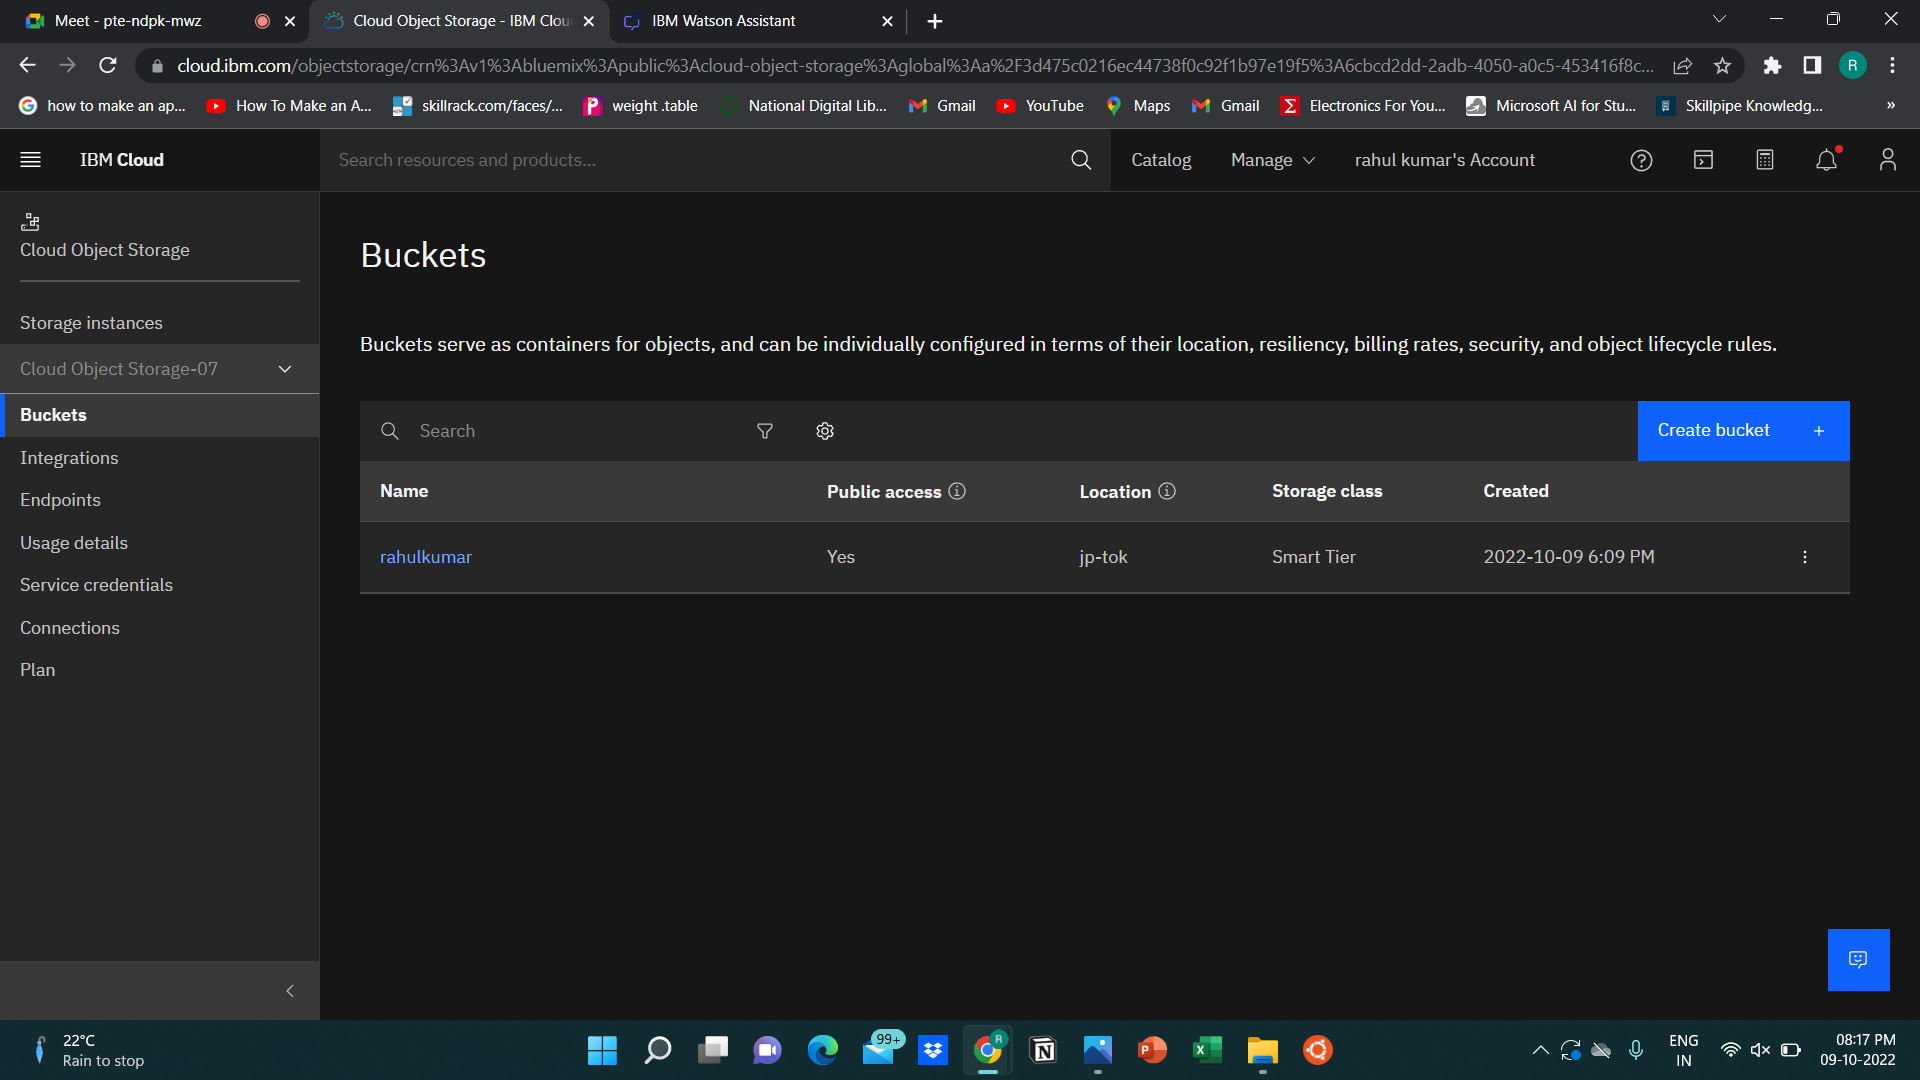 Meet - pte-ndpk-mwz
Cloud Object Storage - IBM Clou
IBM Watson Assistant
cloud.ibm.com/objectstorage/crn%3Av1%3Abluemix%3Apublic%3Acloud-object-storage%3Aglobal%3Aa%2F3d475c0216ec44738f0c92f1b97e19f5%3A6cbcd2dd-2adb-4050-a0c5-453416f8c...
R
how to make an ap...
How To Make an A...
skillrack.com/faces/...
weight .table
National Digital Lib...
Gmail
YouTube
Maps
Gmail
Electronics For You...
Microsoft AI for Stu...
Skillpipe Knowledg...
»
IBM Cloud
Search resources and products...
Catalog
Manage
rahul kumar's Account
Cloud Object Storage
Storage instances
Cloud Object Storage-07
Buckets
Integrations
Endpoints
Usage details
Service credentials
Connections
Plan
Buckets
Buckets serve as containers for objects, and can be individually configured in terms of their location, resiliency, billing rates, security, and object lifecycle rules.
Search
Create bucket +
Name Public access Location Storage class Created
rahulkumar Yes jp-tok Smart Tier 2022-10-09 6:09 PM
22°C
Rain to stop
99+
R
ENG
IN
08:17 PM
09-10-2022